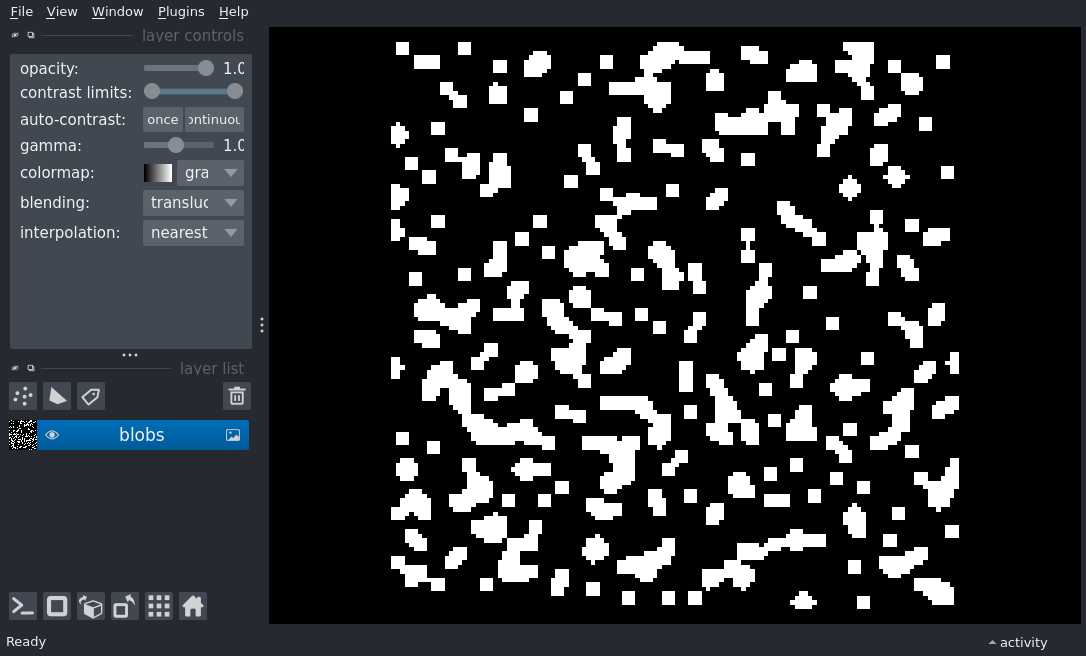 File View Window Plugins Help
layer controls
opacity: 1.0
contrast limits:
auto-contrast: once ontinuou
gamma: 1.0
colormap: gra
blending: transluc
interpolation: nearest
layer list
blobs
Ready
activity